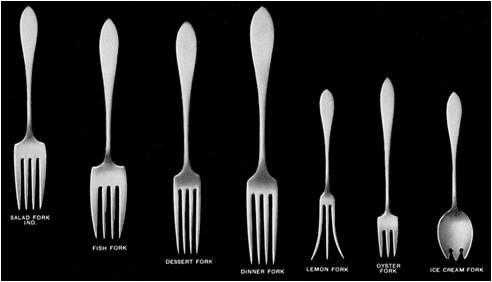 SALAD FORK
IND.
FISH FORK
DESSERT FORK
DINNER FORK
LEMON FORK
OYSTER
FORK
ICE CREAM FORK